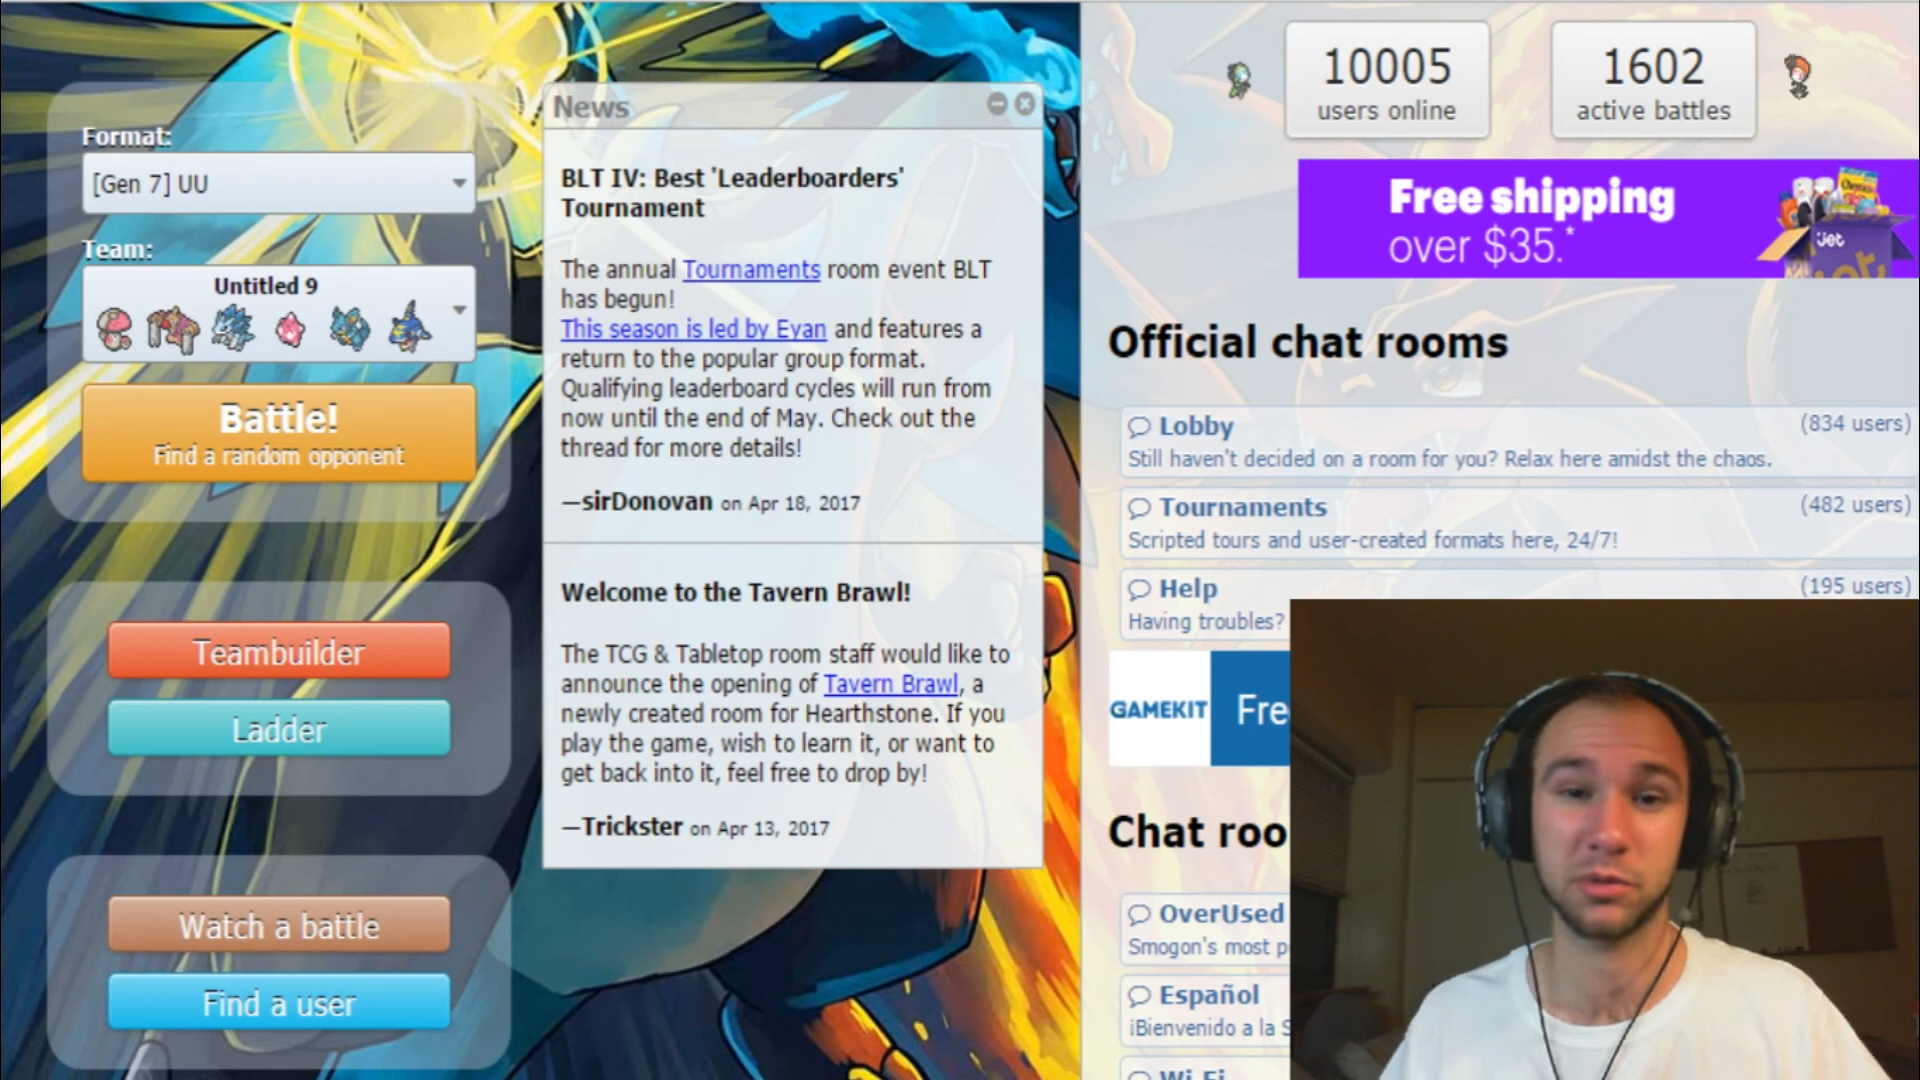 Format:
[Gen 7] UU
Team:
Untitled 9
Battle!
Find a random opponent
Teambuilder
Ladder
Watch a battle
Find a user
News
BLT IV: Best 'Leaderboarders'
Tournament
The annual Tournaments room event BLT
has begun!
This season is led by Evan and features a
return to the popular group format.
Qualifying leaderboard cycles will run from
now until the end of May. Check out the
thread for more details!
—sirDonovan on Apr 18, 2017
Welcome to the Tavern Brawl!
The TCG & Tabletop room staff would like to
announce the opening of Tavern Brawl, a
newly created room for Hearthstone. If you
play the game, wish to learn it, or want to
get back into it, feel free to drop by!
—Trickster on Apr 13, 2017
10005
users online
1602
active battles
Free shipping
over $35.*
Jet
jet
Cheerios
Official chat rooms
Lobby
(834 users)
Still haven't decided on a room for you? Relax here amidst the chaos.
Tournaments
(482 users)
Scripted tours and user-created formats here, 24/7!
Help
(195 users)
Having troubles?
GAMEKIT
Fre
Chat roo
OverUsed
Smogon's most p
Español
¡Bienvenido a la S
Wi-Fi